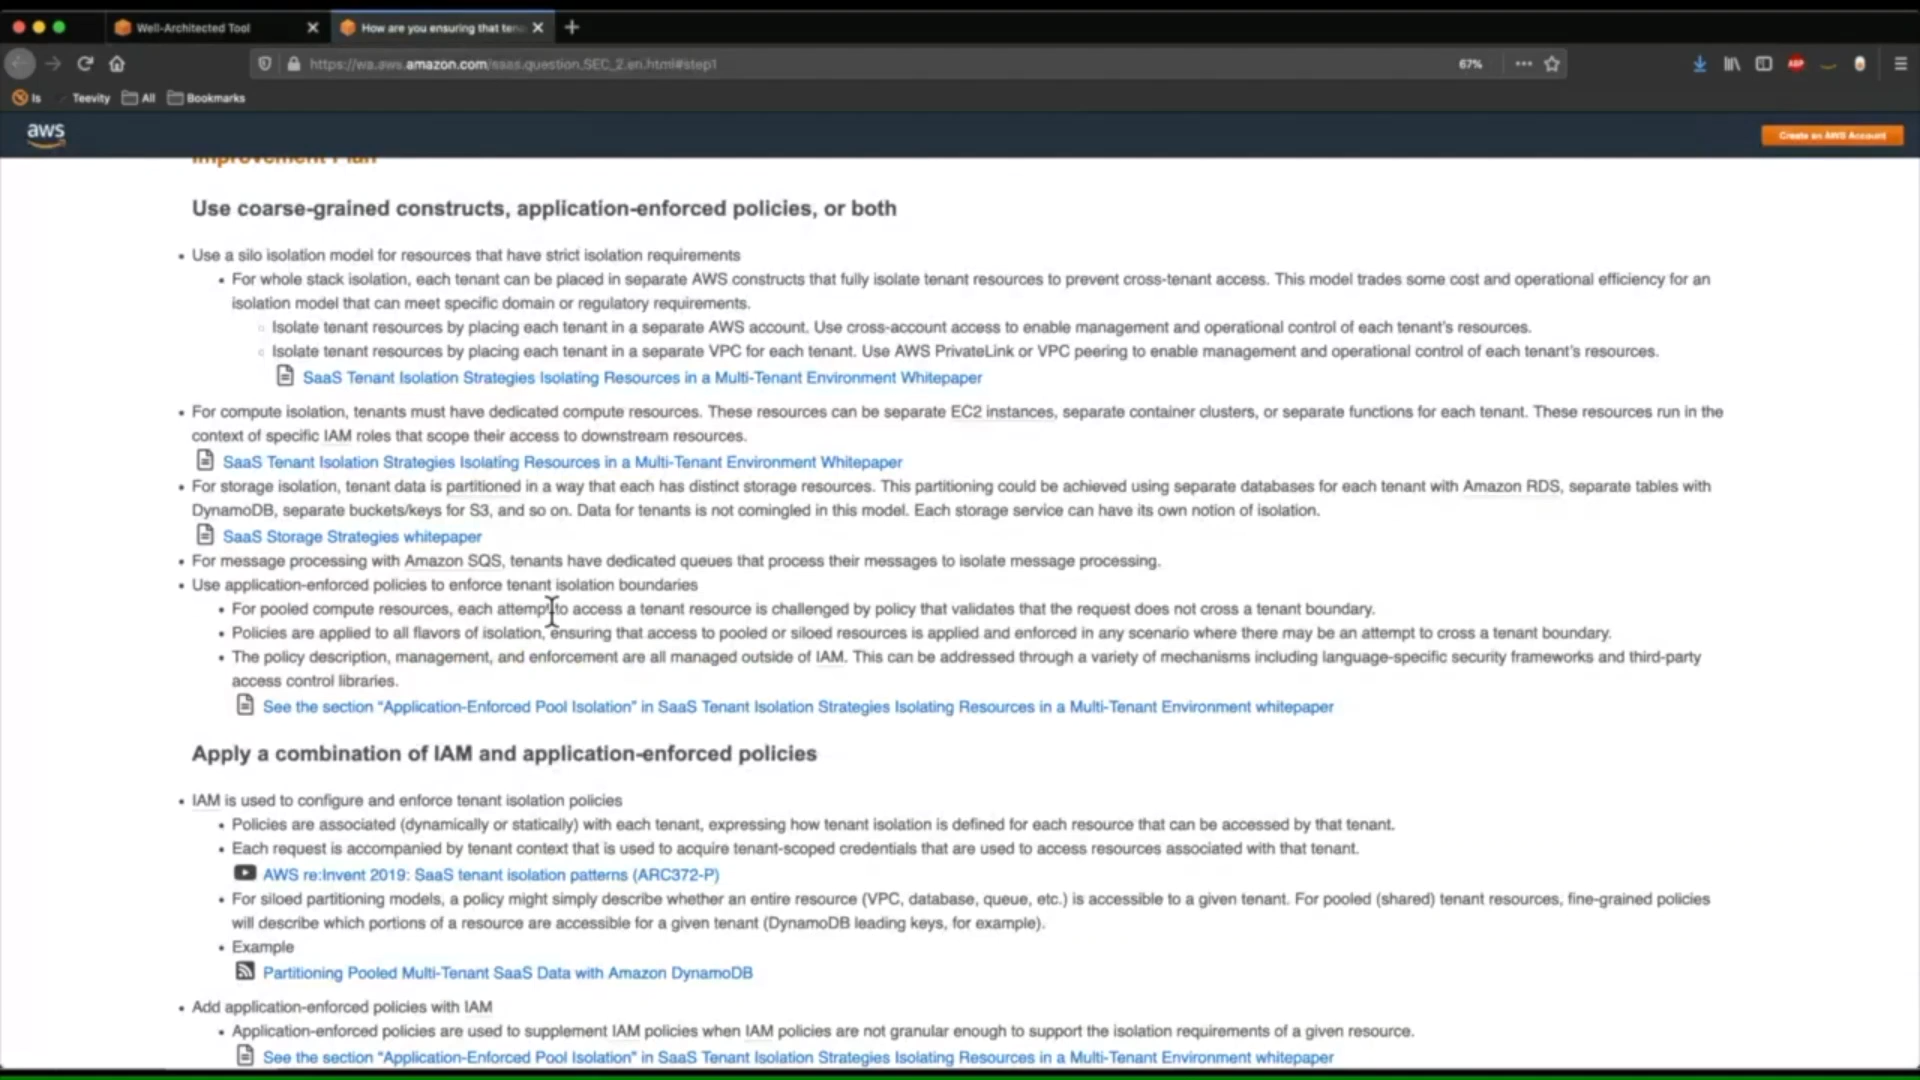 Well-Architected Tool
How are you ensuring that ten
https://wa.aws.amazon.com/saas.question.SEC_2.en.html#step1
67%
Is
Teevity
All
Bookmarks
ABP
aws
Create an AWS Account
Improvement Plan
Use coarse-grained constructs, application-enforced policies, or both
• Use a silo isolation model for resources that have strict isolation requirements
• For whole stack isolation, each tenant can be placed in separate AWS constructs that fully isolate tenant resources to prevent cross-tenant access. This model trades some cost and operational efficiency for an
isolation model that can meet specific domain or regulatory requirements.
○ Isolate tenant resources by placing each tenant in a separate AWS account. Use cross-account access to enable management and operational control of each tenant's resources.
○ Isolate tenant resources by placing each tenant in a separate VPC for each tenant. Use AWS PrivateLink or VPC peering to enable management and operational control of each tenant's resources.
SaaS Tenant Isolation Strategies Isolating Resources in a Multi-Tenant Environment Whitepaper
• For compute isolation, tenants must have dedicated compute resources. These resources can be separate EC2 instances, separate container clusters, or separate functions for each tenant. These resources run in the
context of specific IAM roles that scope their access to downstream resources.
SaaS Tenant Isolation Strategies Isolating Resources in a Multi-Tenant Environment Whitepaper
• For storage isolation, tenant data is partitioned in a way that each has distinct storage resources. This partitioning could be achieved using separate databases for each tenant with Amazon RDS, separate tables with
DynamoDB, separate buckets/keys for S3, and so on. Data for tenants is not comingled in this model. Each storage service can have its own notion of isolation.
SaaS Storage Strategies whitepaper
• For message processing with Amazon SQS, tenants have dedicated queues that process their messages to isolate message processing.
• Use application-enforced policies to enforce tenant isolation boundaries
• For pooled compute resources, each attempt to access a tenant resource is challenged by policy that validates that the request does not cross a tenant boundary.
• Policies are applied to all flavors of isolation, ensuring that access to pooled or siloed resources is applied and enforced in any scenario where there may be an attempt to cross a tenant boundary.
• The policy description, management, and enforcement are all managed outside of IAM. This can be addressed through a variety of mechanisms including language-specific security frameworks and third-party
access control libraries.
See the section "Application-Enforced Pool Isolation" in SaaS Tenant Isolation Strategies Isolating Resources in a Multi-Tenant Environment whitepaper
Apply a combination of IAM and application-enforced policies
• IAM is used to configure and enforce tenant isolation policies
• Policies are associated (dynamically or statically) with each tenant, expressing how tenant isolation is defined for each resource that can be accessed by that tenant.
• Each request is accompanied by tenant context that is used to acquire tenant-scoped credentials that are used to access resources associated with that tenant.
AWS re:Invent 2019: SaaS tenant isolation patterns (ARC372-P)
• For siloed partitioning models, a policy might simply describe whether an entire resource (VPC, database, queue, etc.) is accessible to a given tenant. For pooled (shared) tenant resources, fine-grained policies
will describe which portions of a resource are accessible for a given tenant (DynamoDB leading keys, for example).
• Example
Partitioning Pooled Multi-Tenant SaaS Data with Amazon DynamoDB
• Add application-enforced policies with IAM
• Application-enforced policies are used to supplement IAM policies when IAM policies are not granular enough to support the isolation requirements of a given resource.
See the section "Application-Enforced Pool Isolation" in SaaS Tenant Isolation Strategies Isolating Resources in a Multi-Tenant Environment whitepaper